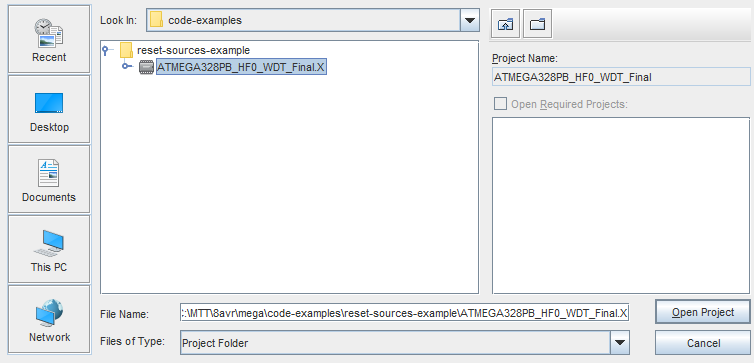 Look In: code-examples
Recent
Desktop
Documents
This PC
Network
reset-sources-example
ATMEGA328PB_HF0_WDT_Final.X
Project Name:
ATMEGA328PB_HF0_WDT_Final
Open Required Projects:
File Name: :\MTT\8avr\mega\code-examples\reset-sources-example\ATMEGA328PB_HF0_WDT_Final.X
Open Project
Files of Type: Project Folder
Cancel